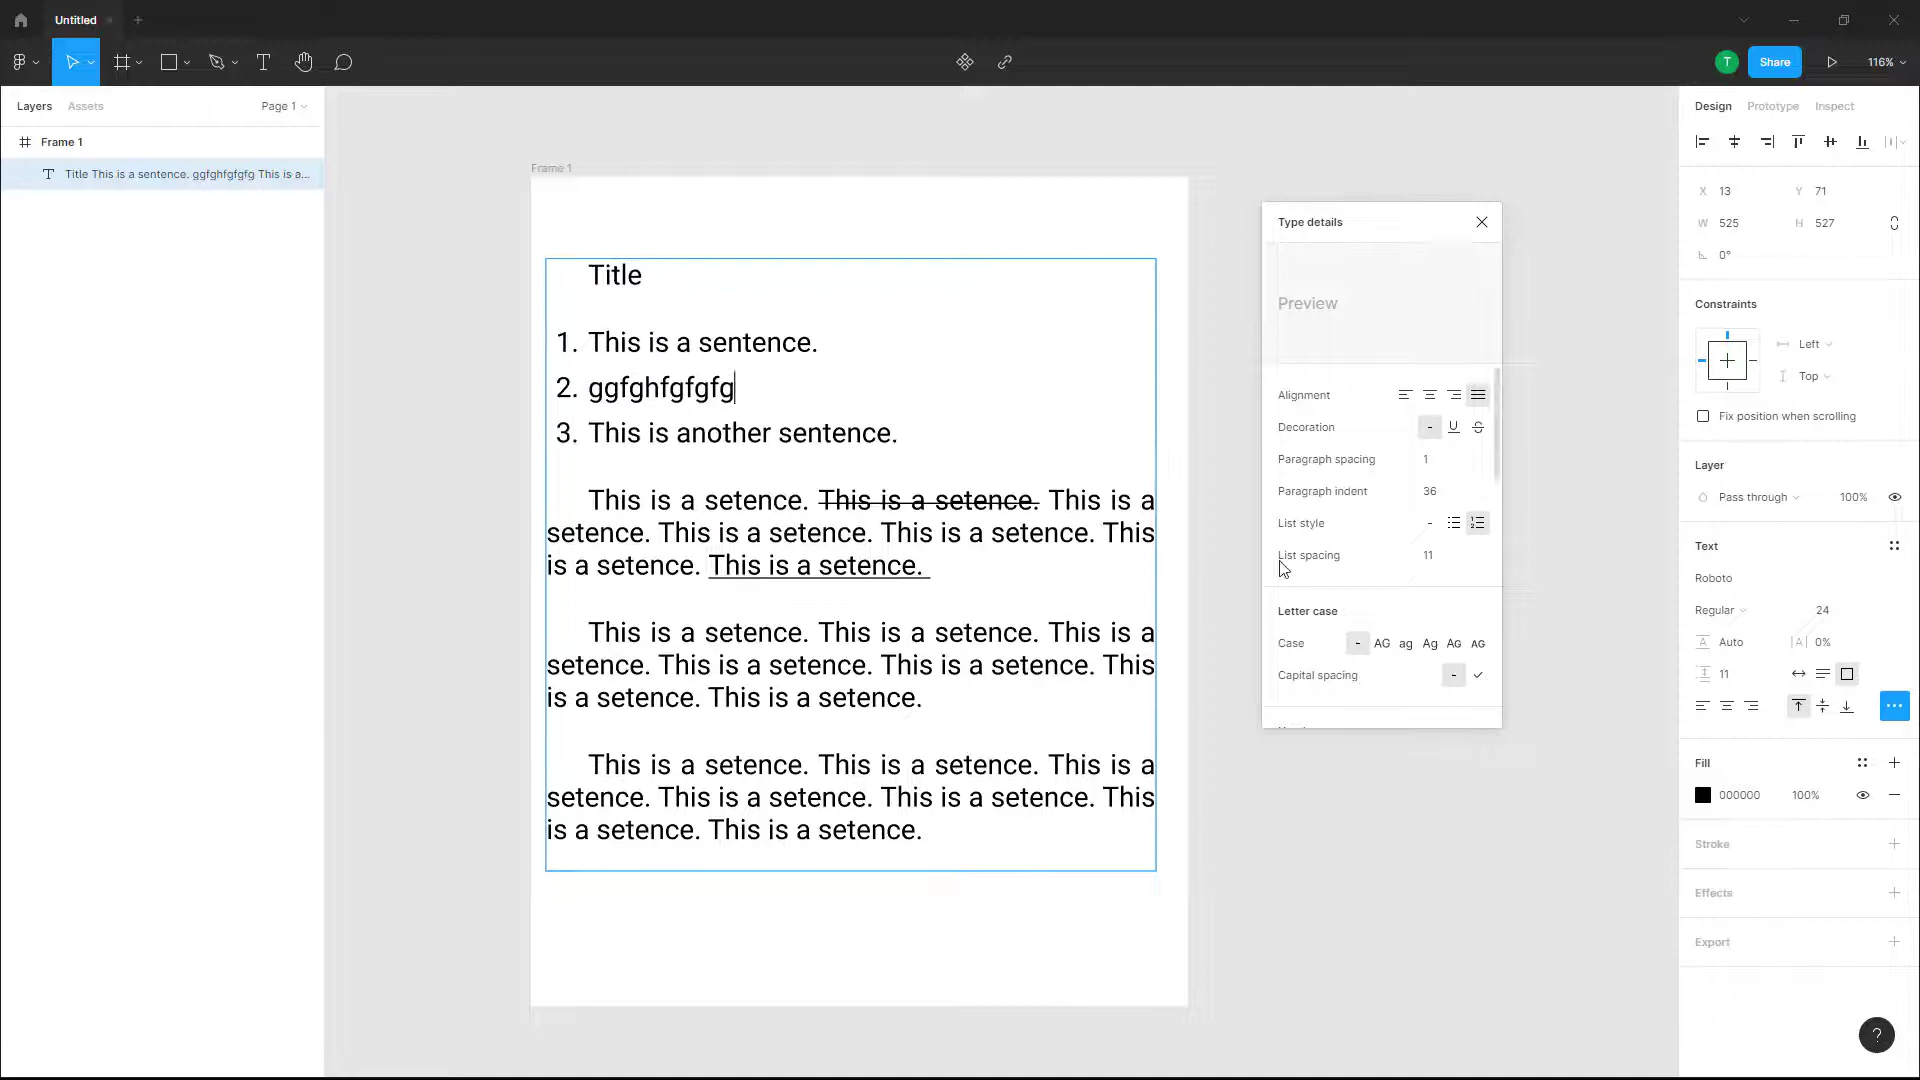 Untitled
Share
116%
T
Layers
Assets
Page 1
Frame 1
Title This is a sentence. ggfghfgfgfg This is a...
Frame 1
Title
1. This is a sentence.
2. ggfghfgfgfg
3. This is another sentence.
This is a setence. This is a setence. This is a
setence. This is a setence. This is a setence. This
is a setence. This is a setence.
This is a setence. This is a setence. This is a
setence. This is a setence. This is a setence. This
is a setence. This is a setence.
This is a setence. This is a setence. This is a
setence. This is a setence. This is a setence. This
is a setence. This is a setence.
Type details
Preview
Alignment
Decoration - U S
Paragraph spacing 1
Paragraph indent 36
List style -
List spacing 11
Letter case
Case - AG ag Ag AG AG
Capital spacing -
Design
Prototype
Inspect
X 13 Y 71
W 525 H 527
0°
Constraints
Left
Top
Fix position when scrolling
Layer
Pass through 100%
Text
Roboto
Regular 24
Auto |A| 0%
11
Fill
000000 100%
Stroke
Effects
Export
?